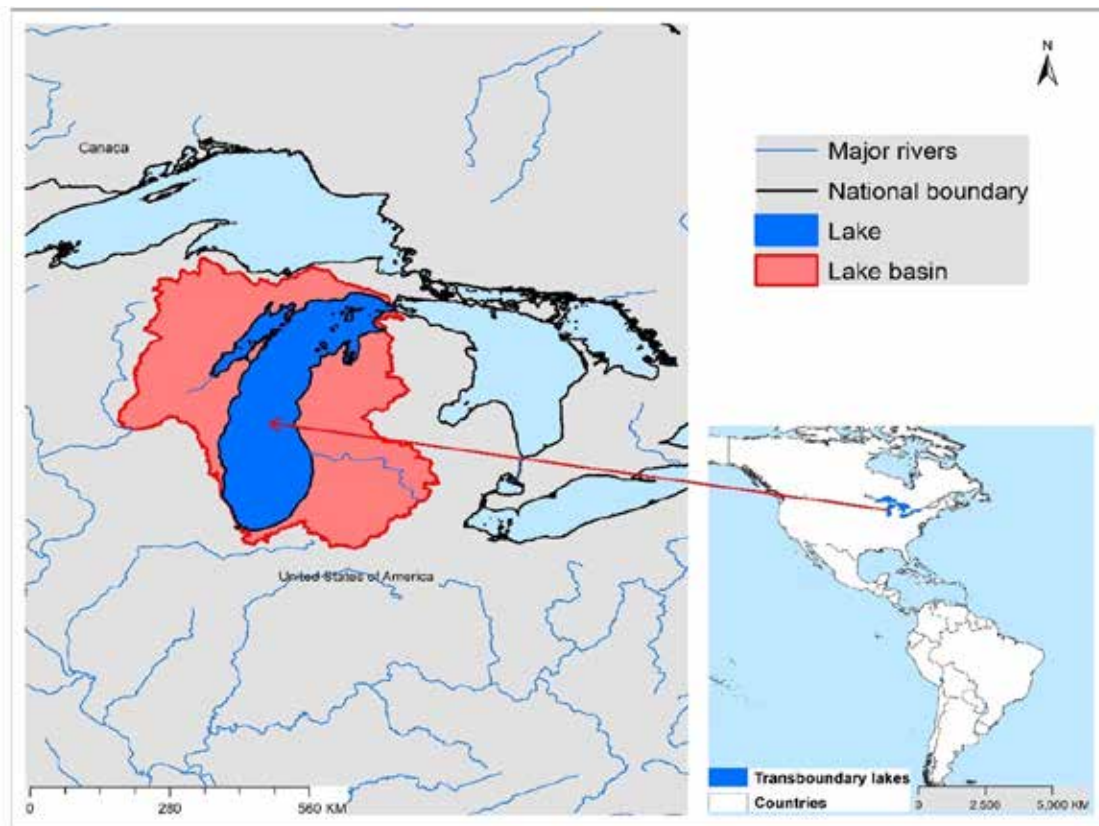 N
Canaca
Major rivers
National boundary
Lake
Lake basin
United States of America
0 280 560 KM
Transboundary lakes
Countries
0 2,500 5,000 KM